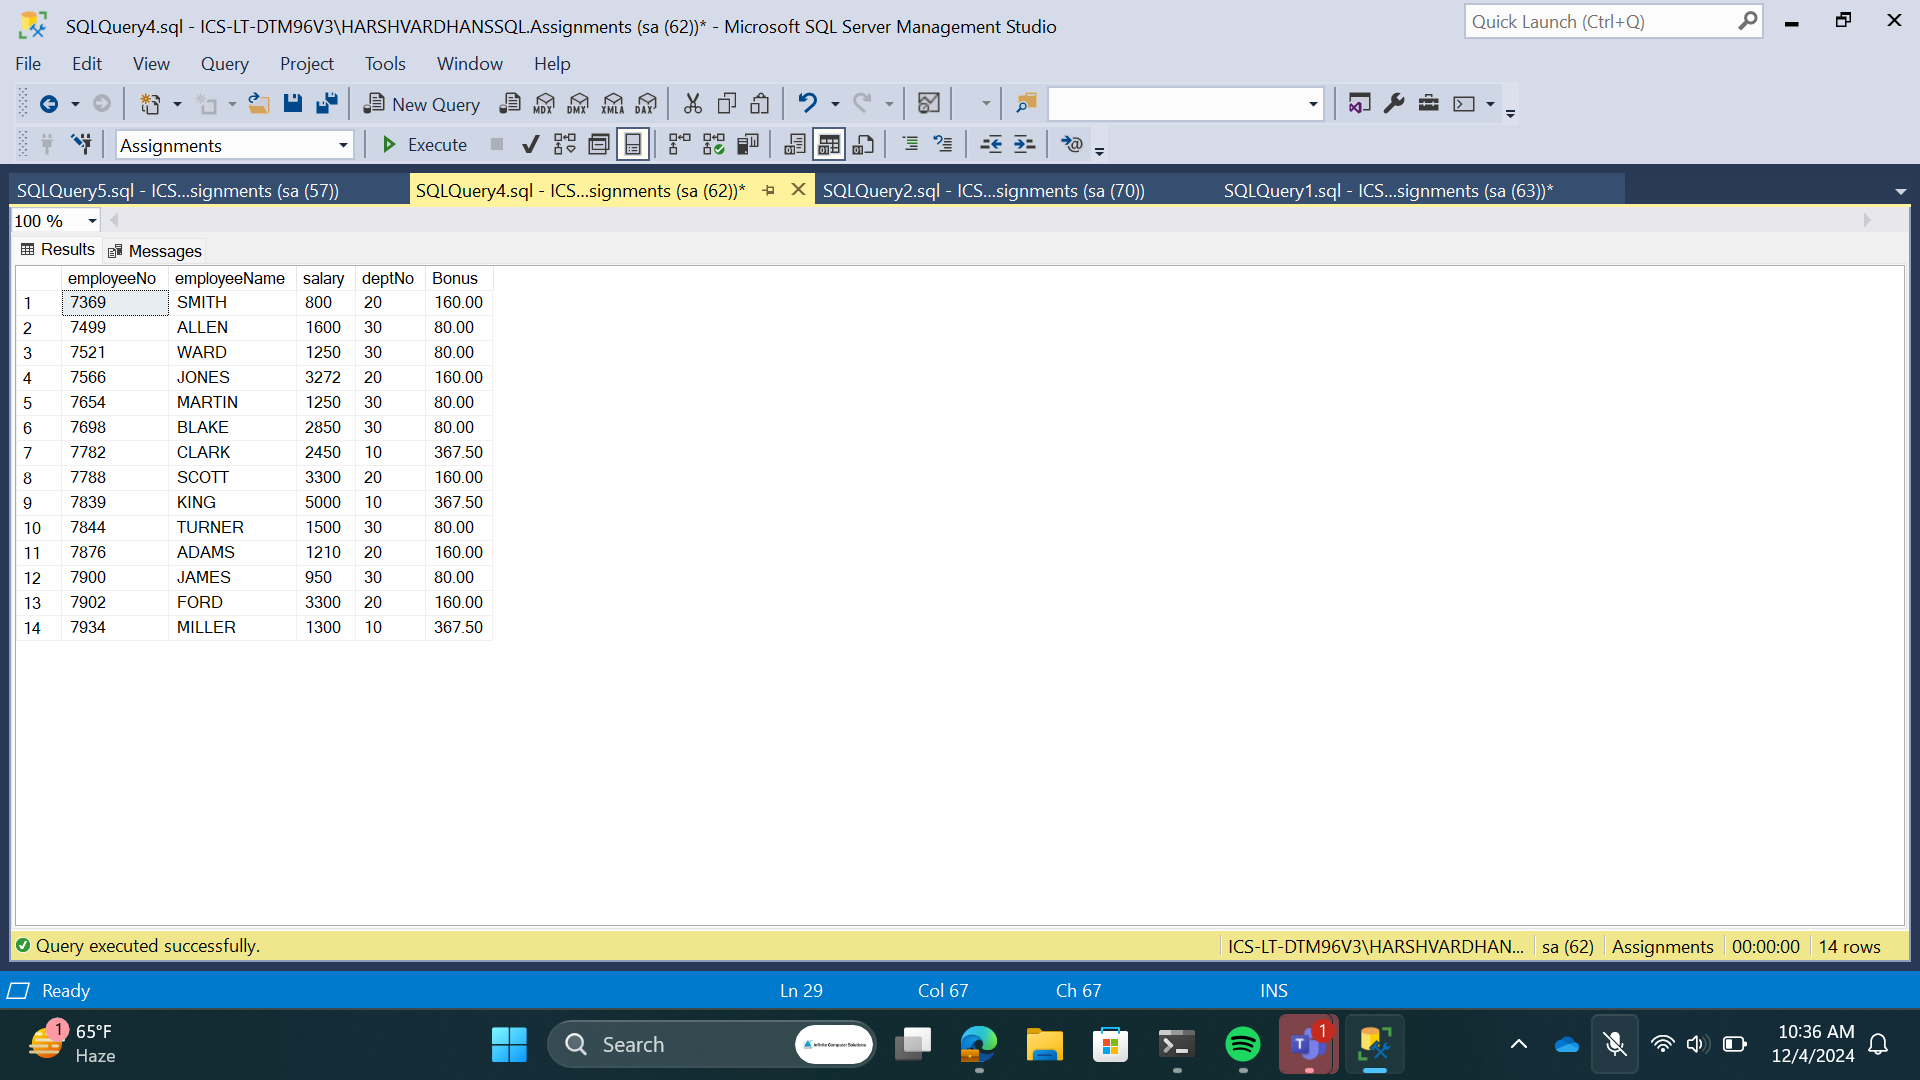 SQLQuery4.sql - ICS-LT-DTM96V3\HARSHVARDHANSSQL.Assignments (sa (62))* - Microsoft SQL Server Management Studio
Quick Launch (Ctrl+Q)
File Edit View Query Project Tools Window Help
New Query MDX DMX XMLA DAX
Assignments Execute
SQLQuery5.sql - ICS...signments (sa (57)) SQLQuery4.sql - ICS...signments (sa (62))* SQLQuery2.sql - ICS...signments (sa (70)) SQLQuery1.sql - ICS...signments (sa (63))*
100 %
Results Messages
employeeNo employeeName salary deptNo Bonus
1 7369 SMITH 800 20 160.00
2 7499 ALLEN 1600 30 80.00
3 7521 WARD 1250 30 80.00
4 7566 JONES 3272 20 160.00
5 7654 MARTIN 1250 30 80.00
6 7698 BLAKE 2850 30 80.00
7 7782 CLARK 2450 10 367.50
8 7788 SCOTT 3300 20 160.00
9 7839 KING 5000 10 367.50
10 7844 TURNER 1500 30 80.00
11 7876 ADAMS 1210 20 160.00
12 7900 JAMES 950 30 80.00
13 7902 FORD 3300 20 160.00
14 7934 MILLER 1300 10 367.50
Query executed successfully. ICS-LT-DTM96V3\HARSHVARDHAN... sa (62) Assignments 00:00:00 14 rows
Ready Ln 29 Col 67 Ch 67 INS
1 65°F
Haze
Search Infinite Computer Solutions
1
10:36 AM
12/4/2024